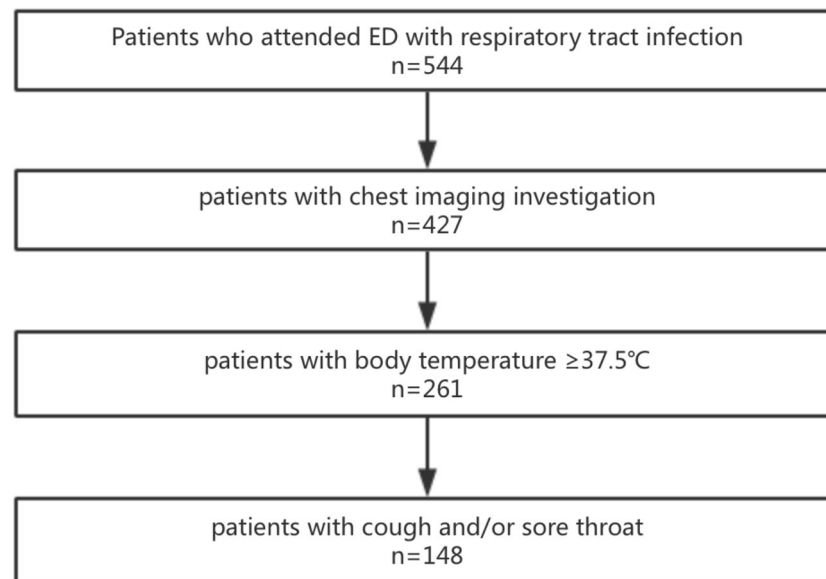 Patients who attended ED with respiratory tract infection
n=544
patients with chest imaging investigation
n=427
patients with body temperature ≥37.5℃
n=261
patients with cough and/or sore throat
n=148